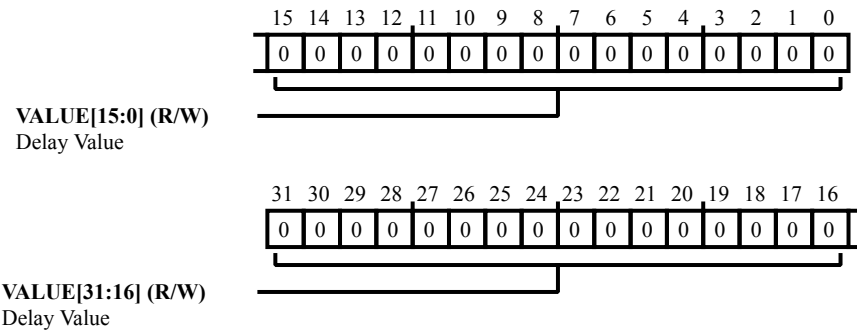 15 14 13 12 11 10 9 8 7 6 5 4 3 2 1 0
0 0 0 0 0 0 0 0 0 0 0 0 0 0 0 0
VALUE[15:0] (R/W)
Delay Value
31 30 29 28 27 26 25 24 23 22 21 20 19 18 17 16
0 0 0 0 0 0 0 0 0 0 0 0 0 0 0 0
VALUE[31:16] (R/W)
Delay Value